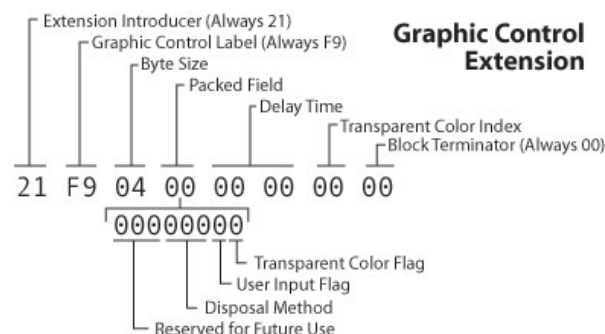 Extension Introducer (Always 21)
Graphic Control Label (Always F9)
Graphic Control
Extension
Byte Size
Packed Field
Delay Time
Transparent Color Index
Block Terminator (Always 00)
21 F9 04 00 00 00 00 00
00000000
Transparent Color Flag
User Input Flag
Disposal Method
Reserved for Future Use